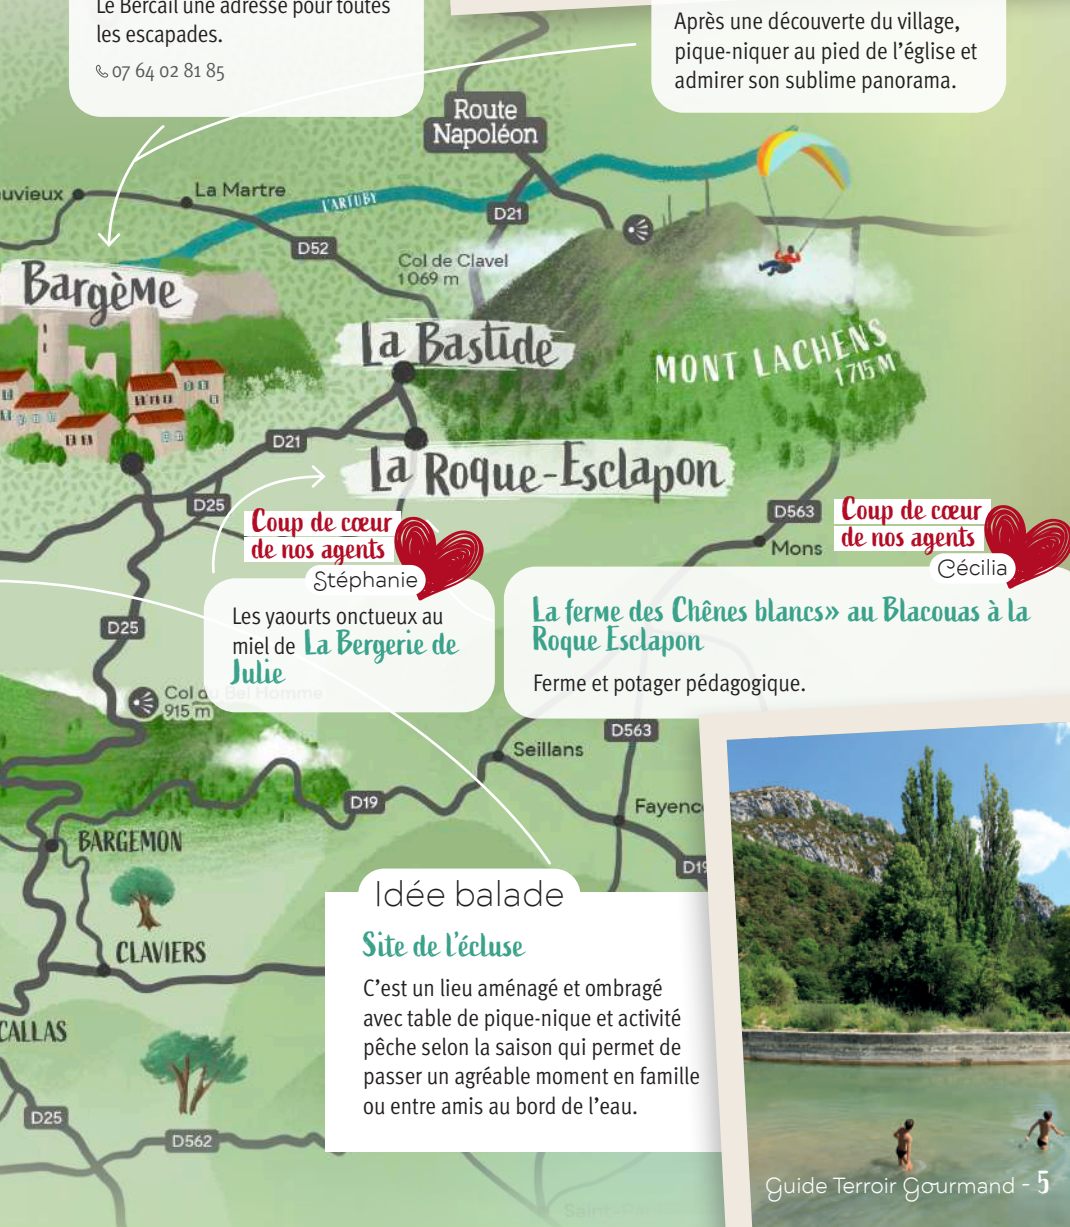 Le Bercail une adresse pour toutes
les escapades.
07 64 02 81 85
Après une découverte du village,
pique-niquer au pied de l'église et
admirer son sublime panorama.
Route
Napoléon
La Martre
L'ARTUBY
D21
D52
Col de Clavel
1 069 m
Bargème
La Bastide
MONT LACHENS
1 715 M
D21
La Roque-Esclapon
D25
D563
Mons
Coup de cœur
de nos agents
Stéphanie
Les yaourts onctueux au
miel de La Bergerie de
Julie
Coup de cœur
de nos agents
Cécilia
La ferme des Chênes blancs» au Blacouas à la
Roque Esclapon
Ferme et potager pédagogique.
D25
Col du Bel Homme
915 m
D563
Seillans
D19
Fayenc
D19
BARGEMON
CLAVIERS
CALLAS
D25
D562
Idée balade
Site de l'écluse
C'est un lieu aménagé et ombragé
avec table de pique-nique et activité
pêche selon la saison qui permet de
passer un agréable moment en famille
ou entre amis au bord de l'eau.
Guide Terroir Gourmand - 5